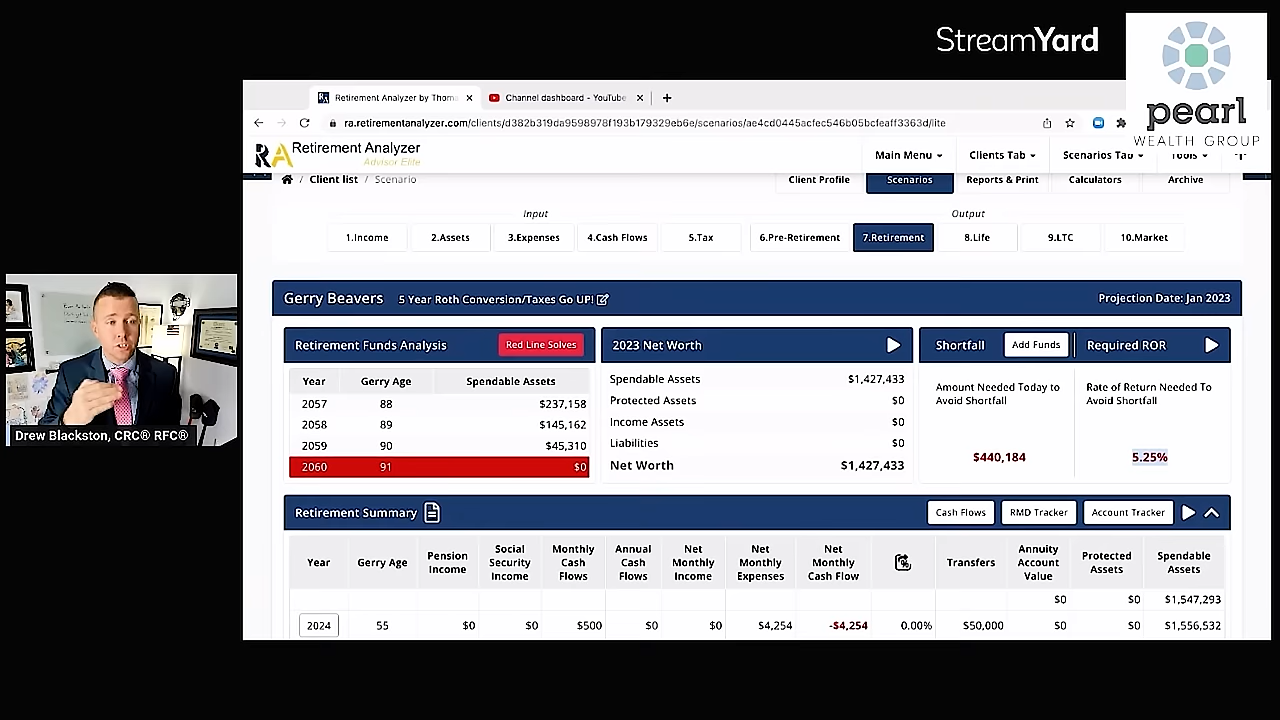 StreamYard
pearl
WEALTH GROUP
Retirement Analyzer by Thom
Channel dashboard - YouTube
ra.retirementanalyzer.com/clients/d382b319da9598978f193b179329eb6e/scenarios/ae4cd0445acfec546b05bcfeaff3363d/lite
RA Retirement Analyzer
Advisor Elite
Main Menu Clients Tab Scenarios Tab Tools
Client list / Scenario
Client Profile Scenarios Reports & Print Calculators Archive
Input Output
1.Income 2.Assets 3.Expenses 4.Cash Flows 5.Tax 6.Pre-Retirement 7.Retirement 8.Life 9.LTC 10.Market
Gerry Beavers 5 Year Roth Conversion/Taxes Go UP! Projection Date: Jan 2023
Retirement Funds Analysis Red Line Solves
Year Gerry Age Spendable Assets
2057 88 $237,158
2058 89 $145,162
2059 90 $45,310
2060 91 $0
2023 Net Worth
Spendable Assets $1,427,433
Protected Assets $0
Income Assets $0
Liabilities $0
Net Worth $1,427,433
Shortfall Add Funds Required ROR
Amount Needed Today to
Avoid Shortfall
$440,184
Rate of Return Needed To
Avoid Shortfall
5.25%
Drew Blackston, CRC® RFC®
Retirement Summary Cash Flows RMD Tracker Account Tracker
Year Gerry Age Pension Income Social Security Income Monthly Cash Flows Annual Cash Flows Net Monthly Income Net Monthly Expenses Net Monthly Cash Flow % Transfers Annuity Account Value Protected Assets Spendable Assets
$0 $0 $1,547,293
2024 55 $0 $0 $500 $0 $0 $4,254 -$4,254 0.00% $50,000 $0 $0 $1,556,532